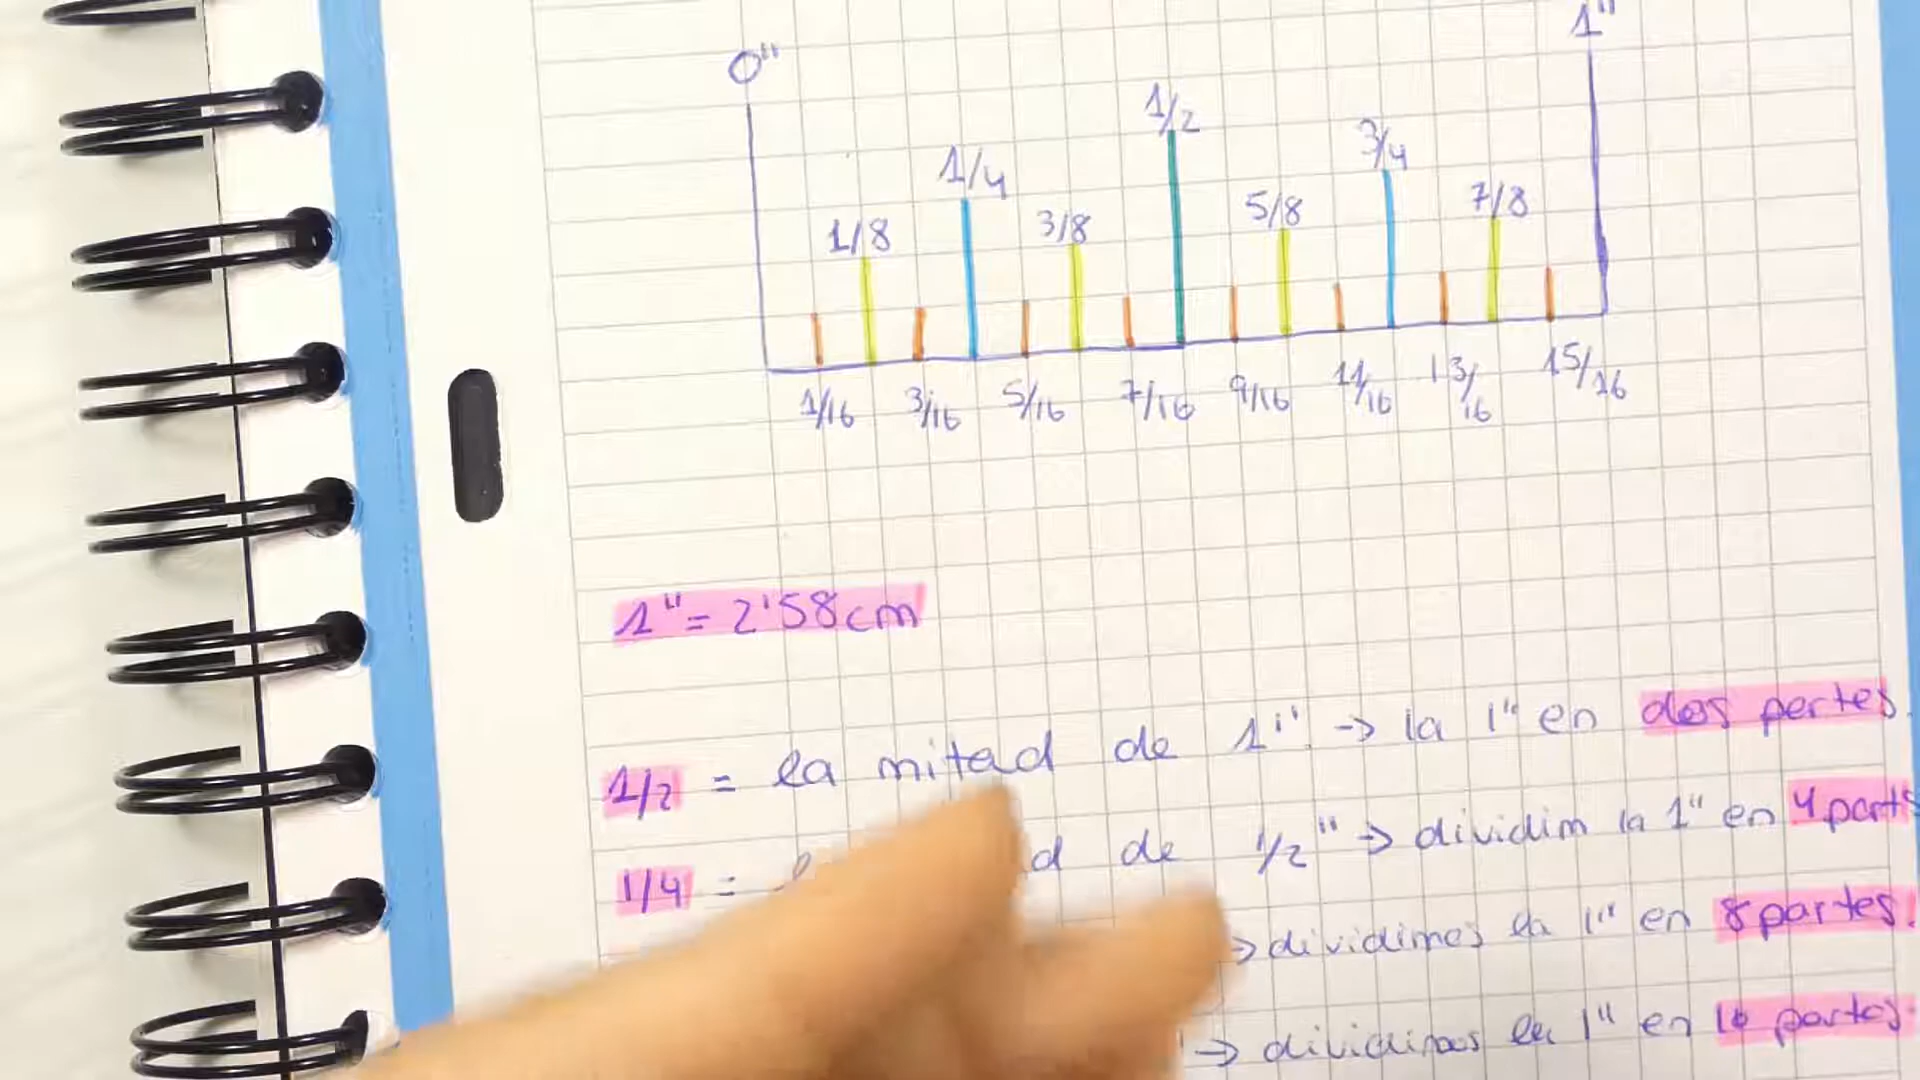 0" 1"
1/8 1/4 3/8 1/2 5/8 3/4 7/8
1/16 3/16 5/16 7/16 9/16 11/16 13/16 15/16
1" = 2'58cm
1/2 = la mitad de 1" → la 1" en dos partes.
1/4 = de 1/2" → dividim la 1" en 4 parts
→ dividimos la 1" en 8 partes.
→ dividimos la 1" en 16 partes.